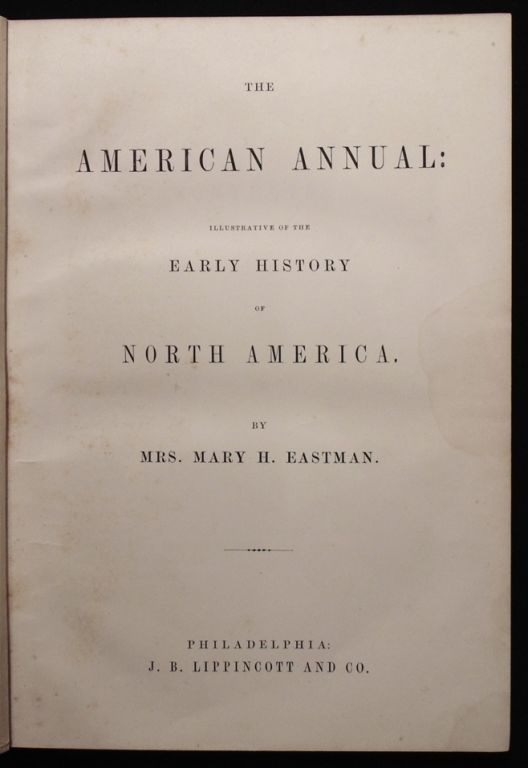 THE
AMERICAN ANNUAL:
ILLUSTRATIVE OF THE
EARLY HISTORY
OF
NORTH AMERICA.
BY
MRS. MARY H. EASTMAN.
PHILADELPHIA:
J. B. LIPPINCOTT AND CO.